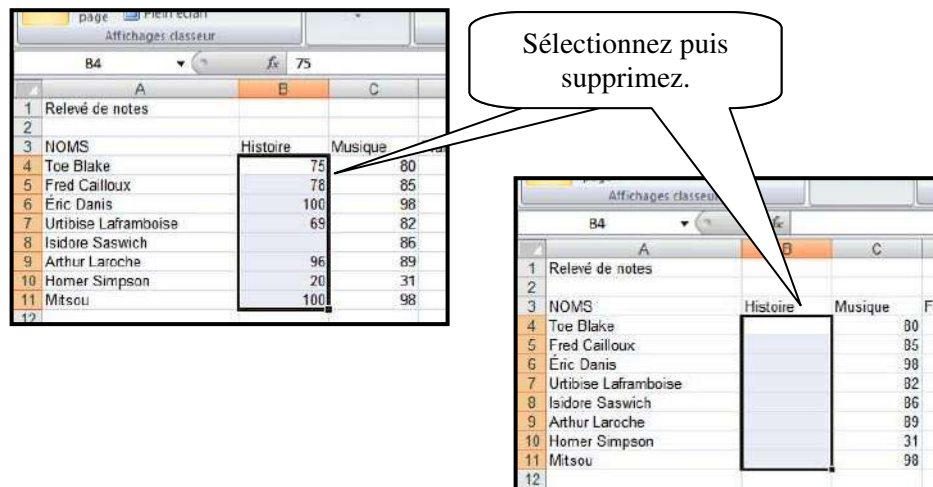 page Plein écran
Affichages classeur
B4 fx 75
A B C
1 Relevé de notes
2
3 NOMS Histoire Musique
4 Toe Blake 75 80
5 Fred Cailloux 78 85
6 Éric Danis 100 98
7 Urtibise Laframboise 69 82
8 Isidore Saswich 86
9 Arthur Laroche 96 89
10 Homer Simpson 20 31
11 Mitsou 100 98
12
Sélectionnez puis
supprimez.
Affichages classeur
B4
A B C
1 Relevé de notes
2
3 NOMS Histoire Musique F
4 Toe Blake 80
5 Fred Cailloux 85
6 Éric Danis 98
7 Urtibise Laframboise 82
8 Isidore Saswich 86
9 Arthur Laroche 89
10 Homer Simpson 31
11 Mitsou 98
12